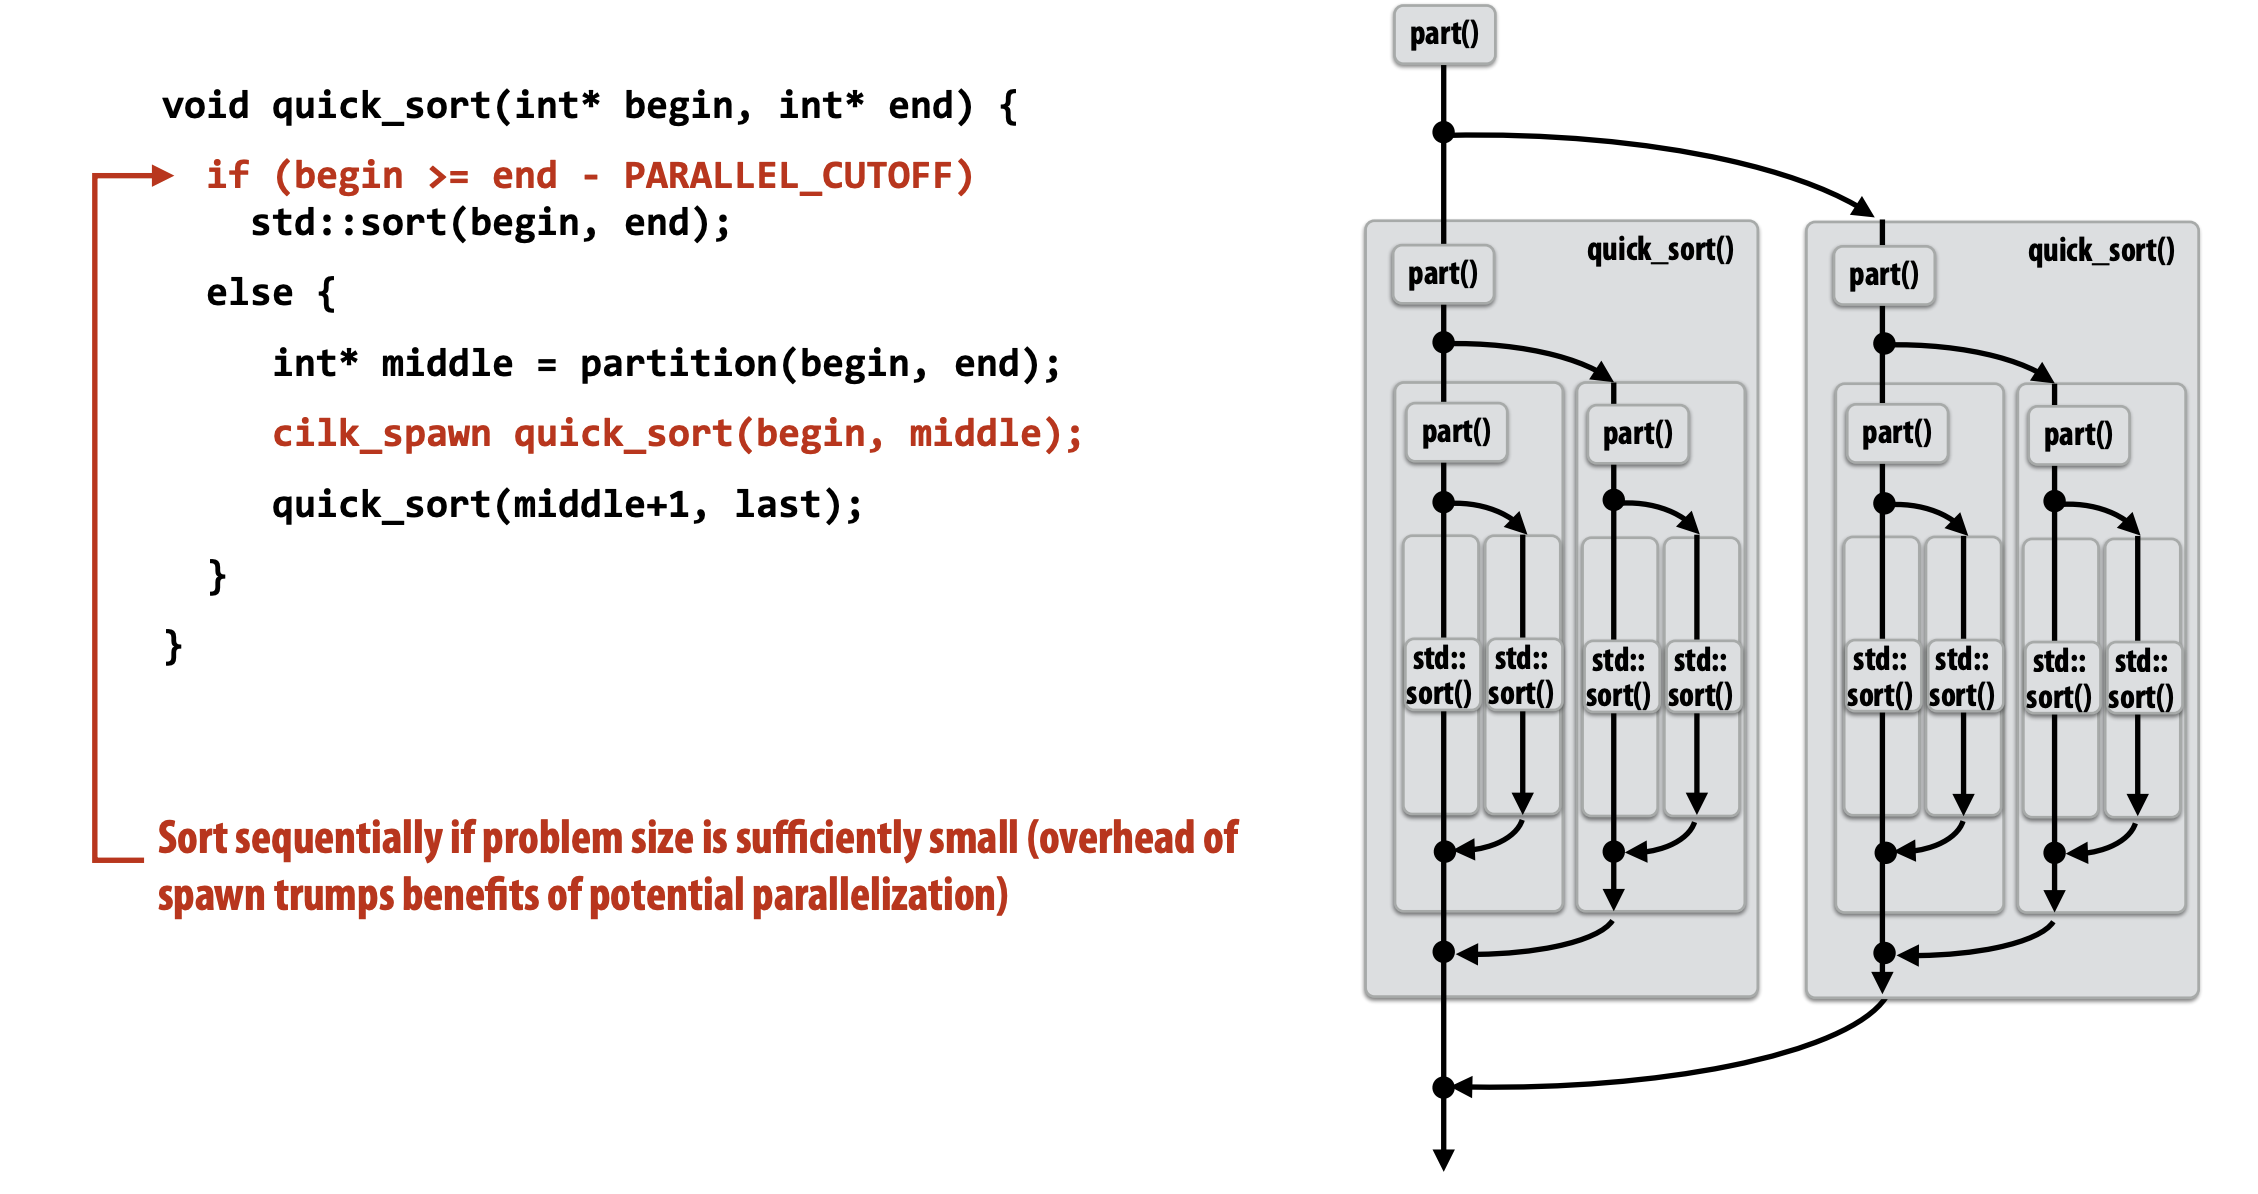 void quick_sort(int* begin, int* end) {
if (begin >= end - PARALLEL_CUTOFF)
std::sort(begin, end);
else {
int* middle = partition(begin, end);
cilk_spawn quick_sort(begin, middle);
quick_sort(middle+1, last);
}
}
Sort sequentially if problem size is sufficiently small (overhead of
spawn trumps benefits of potential parallelization)
part()
quick_sort()
part()
quick_sort()
part()
part()
part()
part()
part()
std::
sort()
std::
sort()
std::
sort()
std::
sort()
std::
sort()
std::
sort()
std::
sort()
std::
sort()